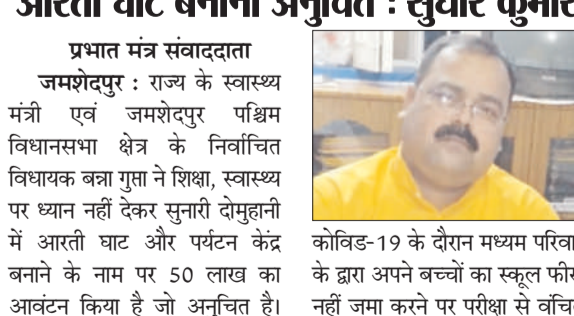 आरती घाट बनाना अनुचित : सुधीर कुमार
प्रभात मंत्र संवाददाता
जमशेदपुर : राज्य के स्वास्थ्य
मंत्री एवं जमशेदपुर पश्चिम
विधानसभा क्षेत्र के निर्वाचित
विधायक बन्ना गुप्ता ने शिक्षा, स्वास्थ्य
पर ध्यान नहीं देकर सुनारी दोमुहानी
में आरती घाट और पर्यटन केंद्र
बनाने के नाम पर 50 लाख का
आवंटन किया है जो अनुचित है।
कोविड-19 के दौरान मध्यम परिवा
के द्वारा अपने बच्चों का स्कूल फीस
नहीं जमा करने पर परीक्षा से वंचि